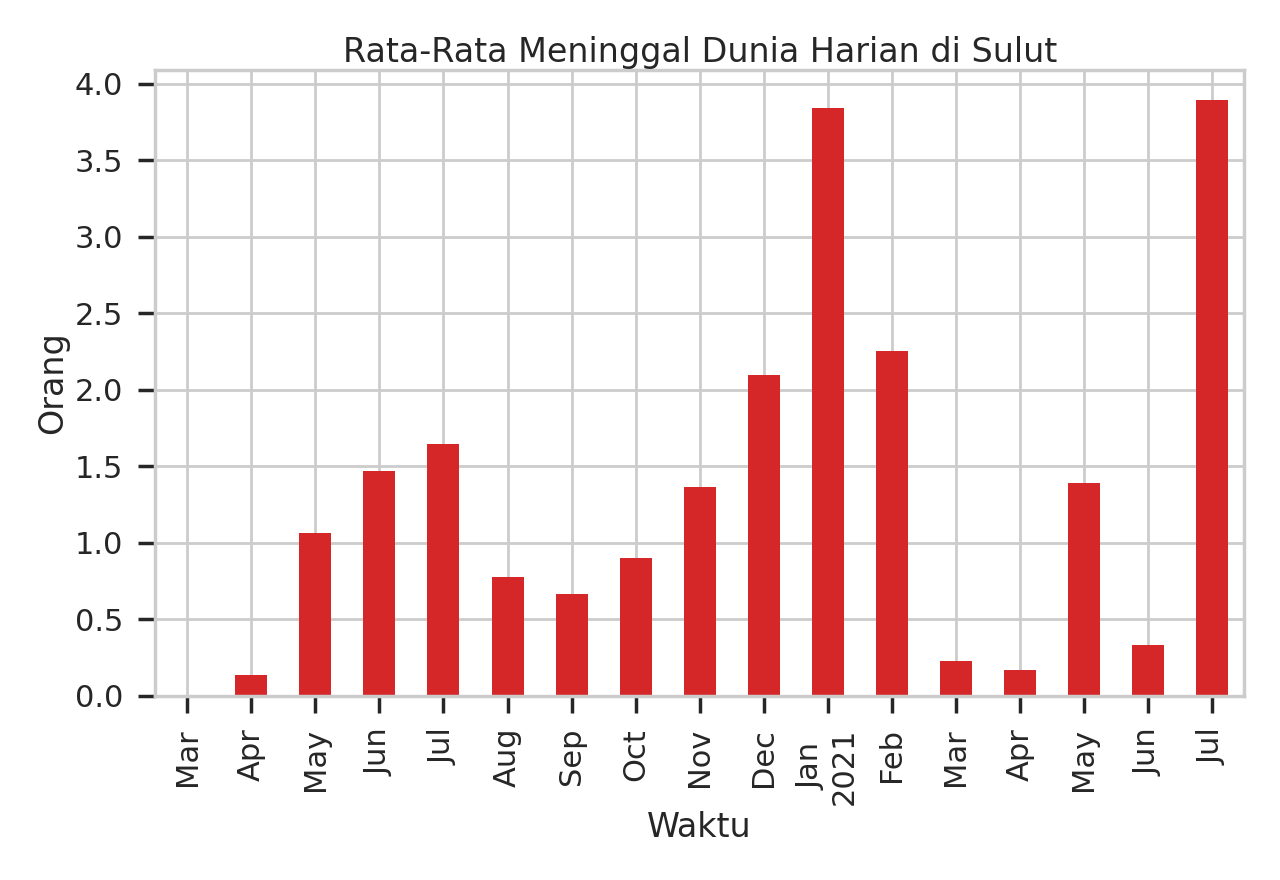 Rata-Rata Meninggal Dunia Harian di Sulut
4.0
3.5
3.0
2.5
2.0
1.5
1.0
0.5
0.0
Orang
Mar
Apr
May
Jun
Jul
Aug
Sep
Oct
Nov
Dec
Jan
2021
Feb
Mar
Apr
May
Jun
Jul
Waktu